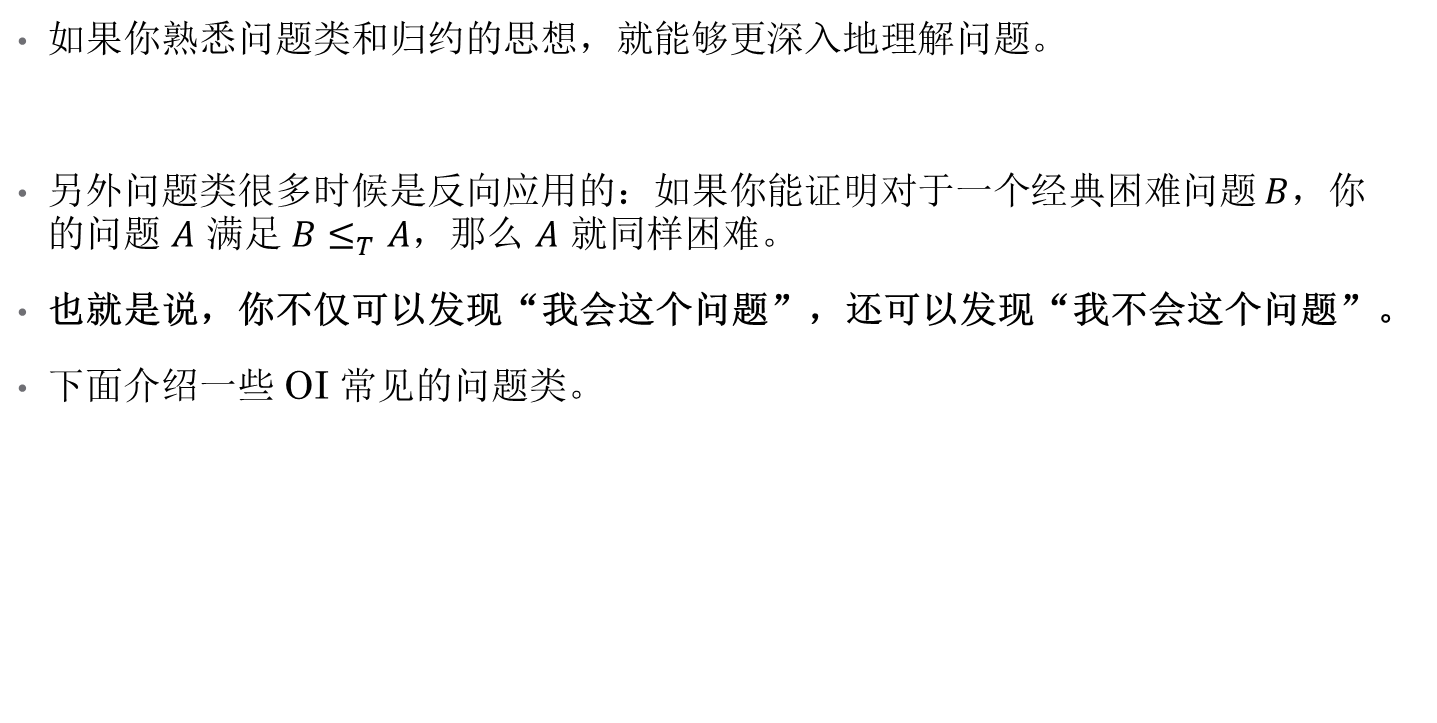 • 如果你熟悉问题类和归约的思想，就能够更深入地理解问题。
• 另外问题类很多时候是反向应用的：如果你能证明对于一个经典困难问题 B，你
的问题 A 满足 B ≤_T A，那么 A 就同样困难。
• 也就是说，你不仅可以发现“我会这个问题”，还可以发现“我不会这个问题”。
• 下面介绍一些 OI 常见的问题类。